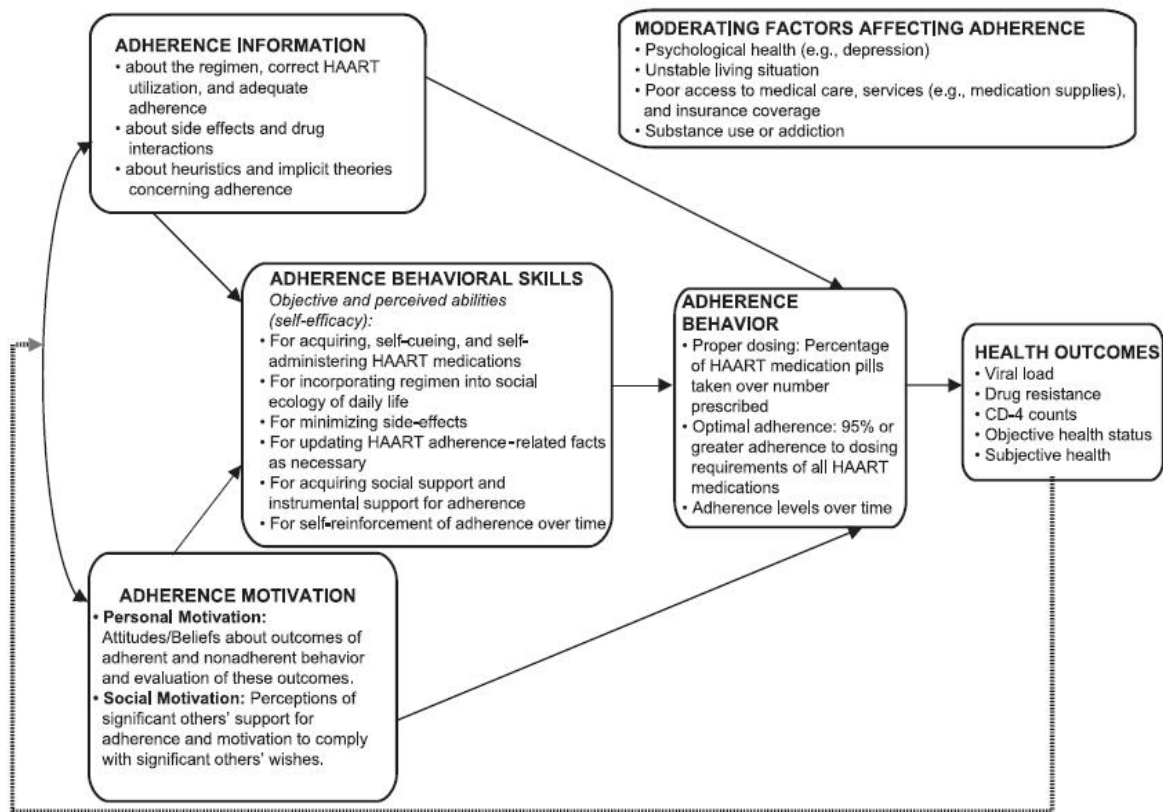 ADHERENCE INFORMATION
• about the regimen, correct HAART
utilization, and adequate
adherence
• about side effects and drug
interactions
• about heuristics and implicit theories
concerning adherence
MODERATING FACTORS AFFECTING ADHERENCE
• Psychological health (e.g., depression)
• Unstable living situation
• Poor access to medical care, services (e.g., medication supplies),
and insurance coverage
• Substance use or addiction
ADHERENCE BEHAVIORAL SKILLS
Objective and perceived abilities
(self-efficacy):
• For acquiring, self-cueing, and self-
administering HAART medications
• For incorporating regimen into social
ecology of daily life
• For minimizing side-effects
• For updating HAART adherence-related facts
as necessary
• For acquiring social support and
instrumental support for adherence
• For self-reinforcement of adherence over time
ADHERENCE
BEHAVIOR
• Proper dosing: Percentage
of HAART medication pills
taken over number
prescribed
• Optimal adherence: 95% or
greater adherence to dosing
requirements of all HAART
medications
• Adherence levels over time
HEALTH OUTCOMES
• Viral load
• Drug resistance
• CD-4 counts
• Objective health status
• Subjective health
ADHERENCE MOTIVATION
• Personal Motivation:
Attitudes/Beliefs about outcomes of
adherent and nonadherent behavior
and evaluation of these outcomes.
• Social Motivation: Perceptions of
significant others' support for
adherence and motivation to comply
with significant others' wishes.